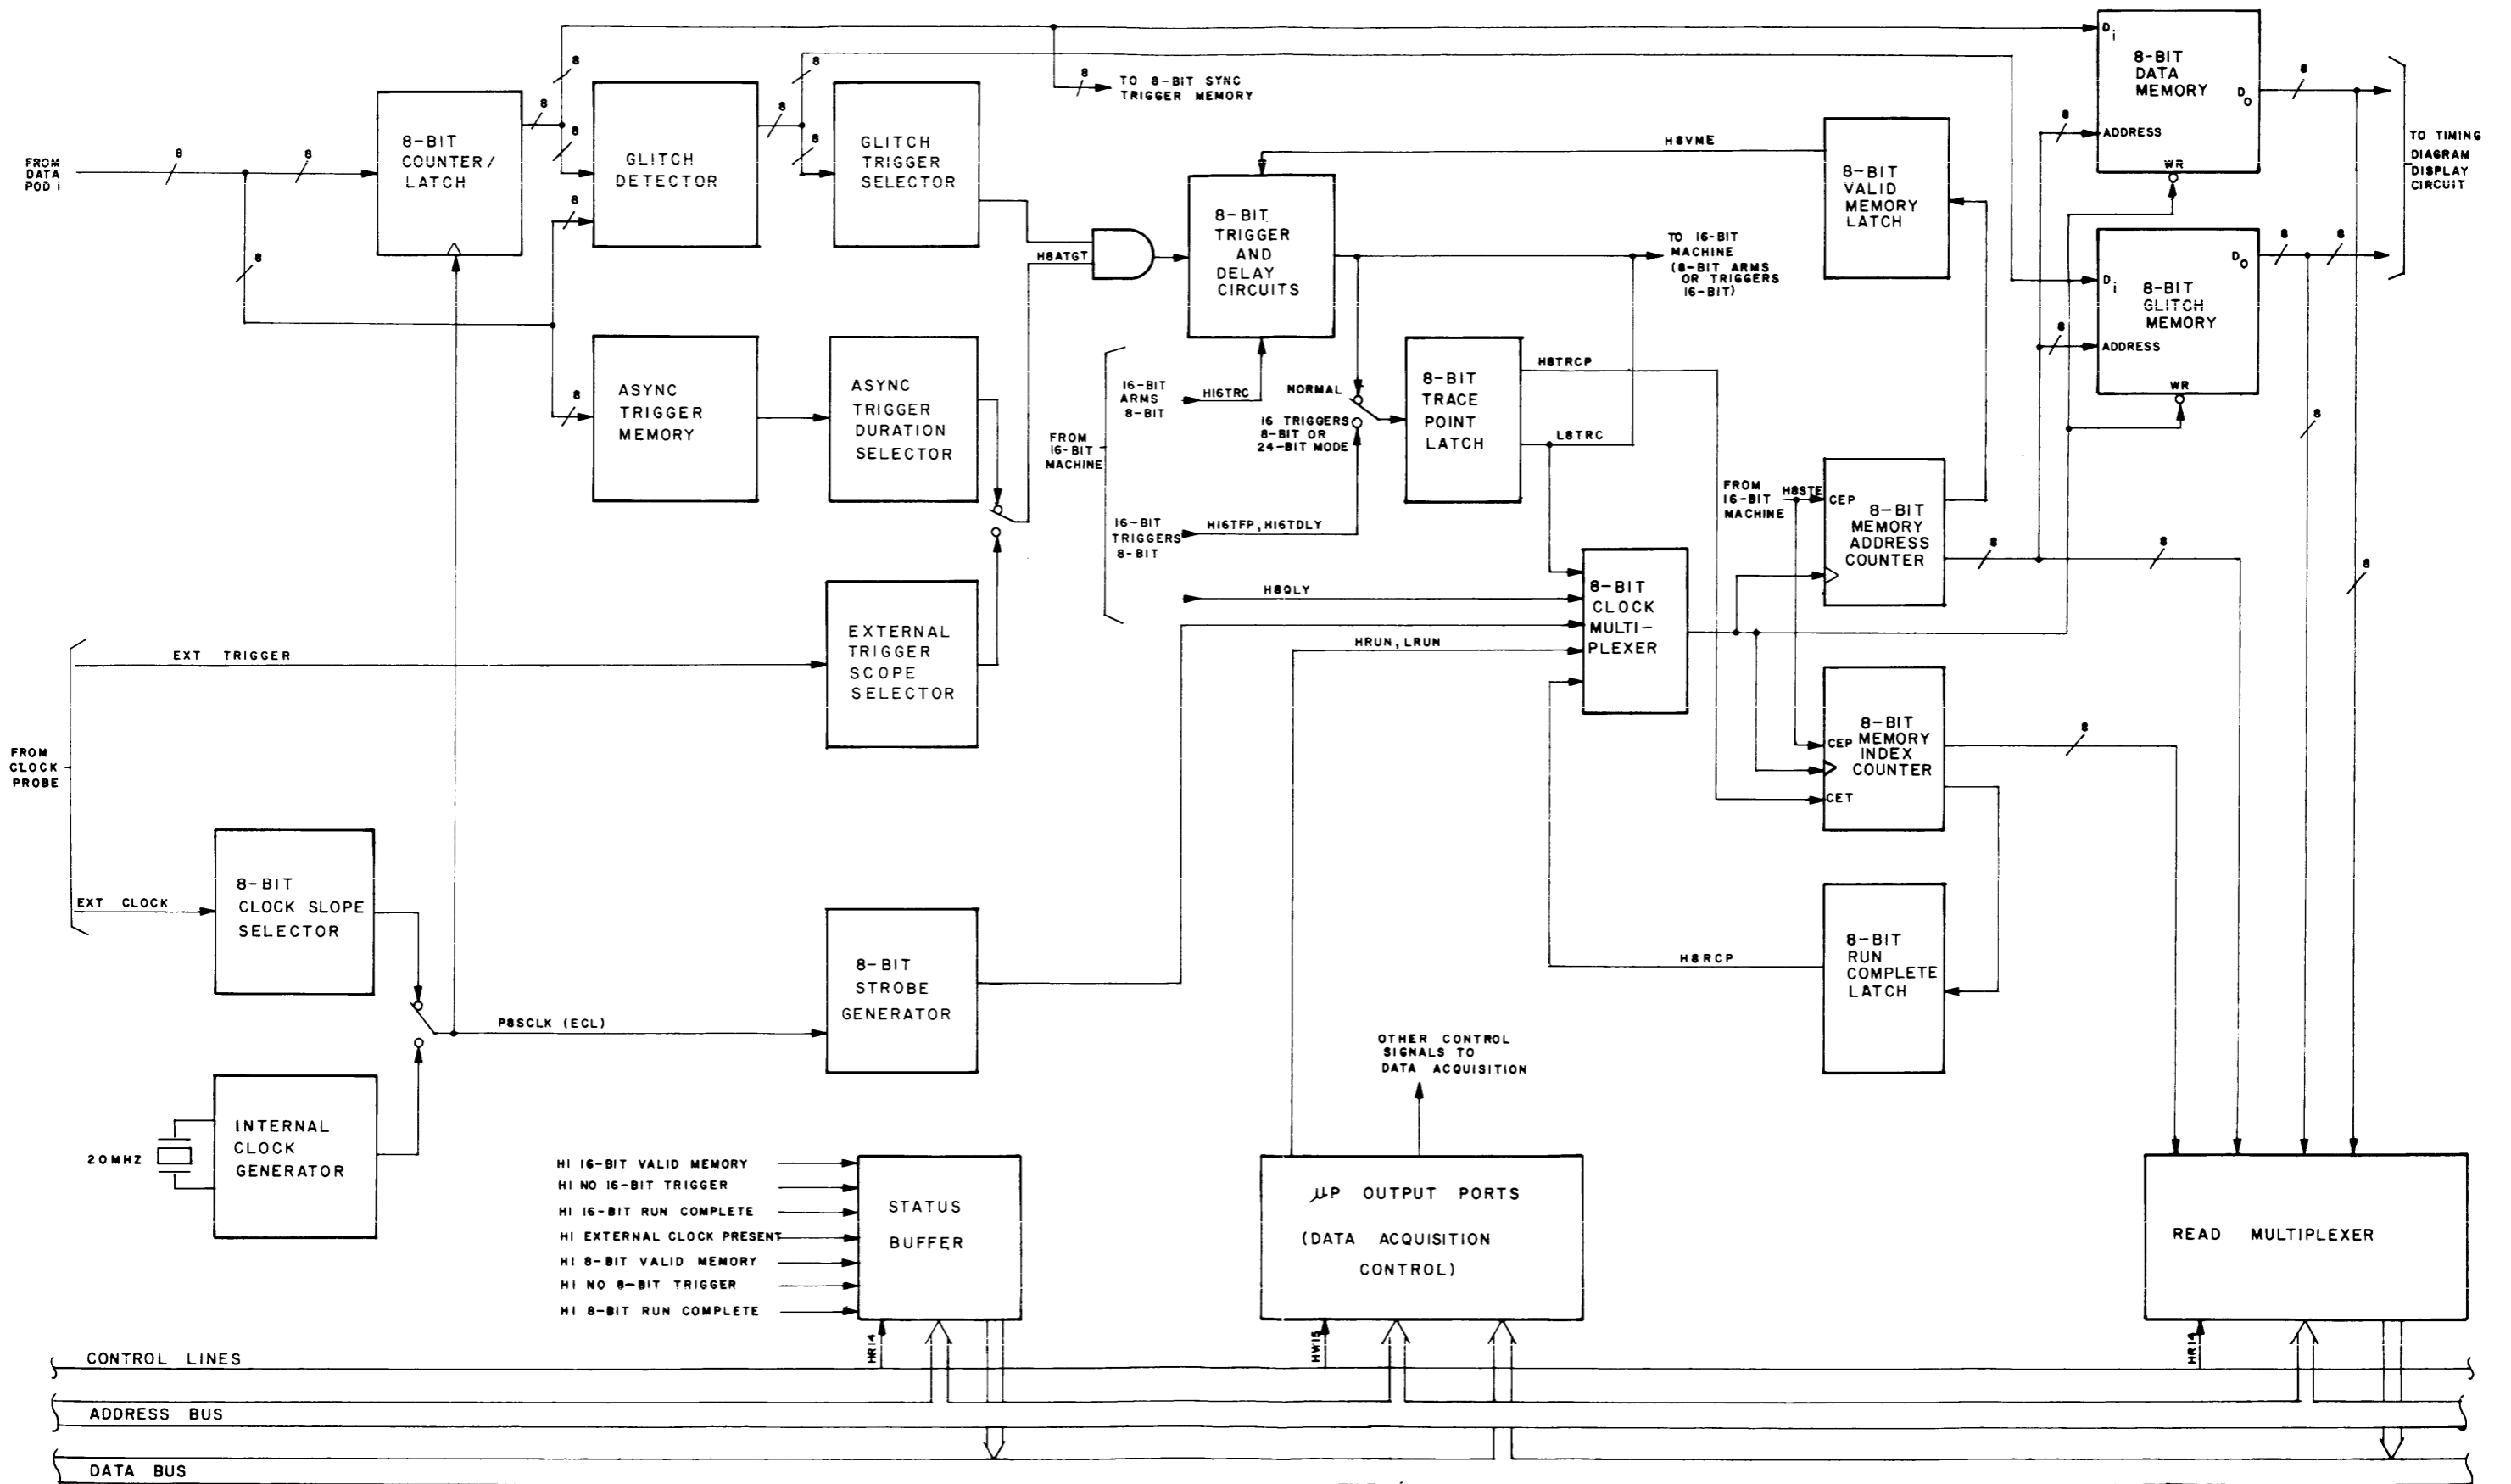 FROM
DATA
POD 1
8
8
8
8-BIT
COUNTER/
LATCH
8
8
8
8
GLITCH
DETECTOR
8
8
8
GLITCH
TRIGGER
SELECTOR
8
TO 8-BIT SYNC
TRIGGER MEMORY
H8ATGT
8-BIT
TRIGGER
AND
DELAY
CIRCUITS
H8VME
8-BIT
VALID
MEMORY
LATCH
Di
8-BIT
DATA
MEMORY
Do
ADDRESS
WR
8
8
TO TIMING
DIAGRAM
DISPLAY
CIRCUIT
TO 16-BIT
MACHINE
(8-BIT ARMS
OR TRIGGERS
16-BIT)
Di
Do
8-BIT
GLITCH
MEMORY
ADDRESS
WR
8
8
8
8
8
8
ASYNC
TRIGGER
MEMORY
ASYNC
TRIGGER
DURATION
SELECTOR
FROM
16-BIT
MACHINE
16-BIT
ARMS
8-BIT
H16TRC
NORMAL
16 TRIGGERS
8-BIT OR
24-BIT MODE
8-BIT
TRACE
POINT
LATCH
H8TRCP
L8TRC
16-BIT
TRIGGERS
8-BIT
H16TFP, H16TDLY
FROM
16-BIT
MACHINE
H8STE
CEP
8-BIT
MEMORY
ADDRESS
COUNTER
8
8
H8QLY
HRUN, LRUN
8-BIT
CLOCK
MULTI-
PLEXER
EXTERNAL
TRIGGER
SCOPE
SELECTOR
EXT TRIGGER
FROM
CLOCK
PROBE
CEP
8-BIT
MEMORY
INDEX
COUNTER
CET
8
EXT CLOCK
8-BIT
CLOCK SLOPE
SELECTOR
P8SCLK (ECL)
8-BIT
STROBE
GENERATOR
H8RCP
8-BIT
RUN
COMPLETE
LATCH
20MHZ
INTERNAL
CLOCK
GENERATOR
OTHER CONTROL
SIGNALS TO
DATA ACQUISITION
HI 16-BIT VALID MEMORY
HI NO 16-BIT TRIGGER
HI 16-BIT RUN COMPLETE
HI EXTERNAL CLOCK PRESENT
HI 8-BIT VALID MEMORY
HI NO 8-BIT TRIGGER
HI 8-BIT RUN COMPLETE
STATUS
BUFFER
µP OUTPUT PORTS
(DATA ACQUISITION
CONTROL)
READ MULTIPLEXER
HR14
HW15
HR14
CONTROL LINES
ADDRESS BUS
DATA BUS